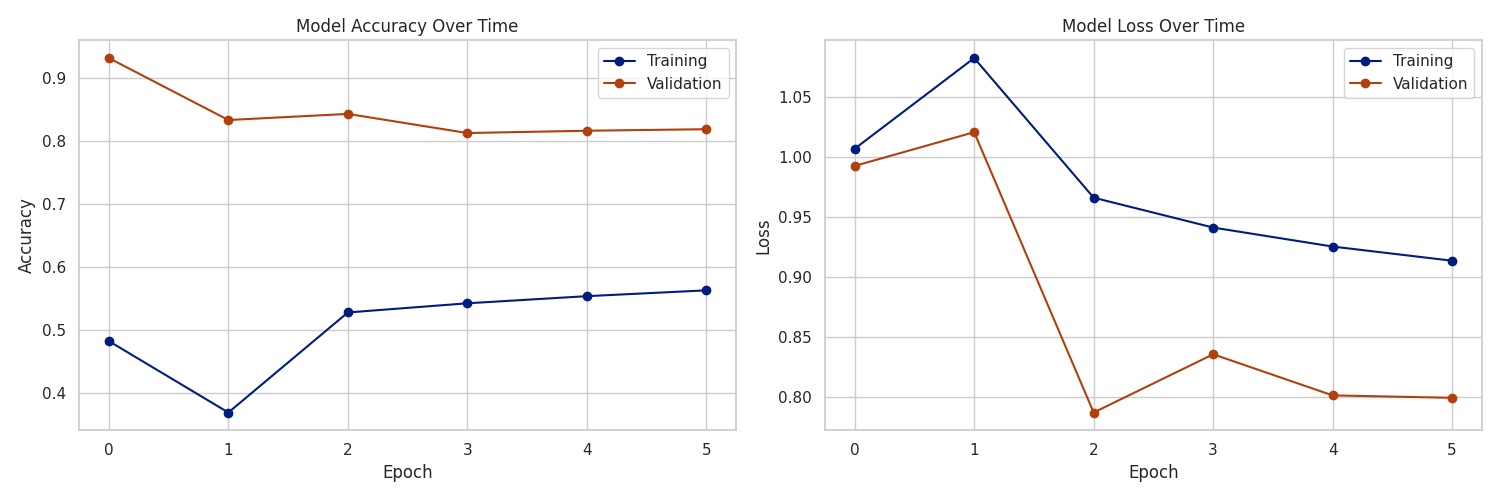 Model Accuracy Over Time
Training
Validation
0.9
0.8
0.7
0.6
0.5
0.4
Accuracy
0 1 2 3 4 5
Epoch
Model Loss Over Time
Training
Validation
1.05
1.00
0.95
0.90
0.85
0.80
Loss
0 1 2 3 4 5
Epoch